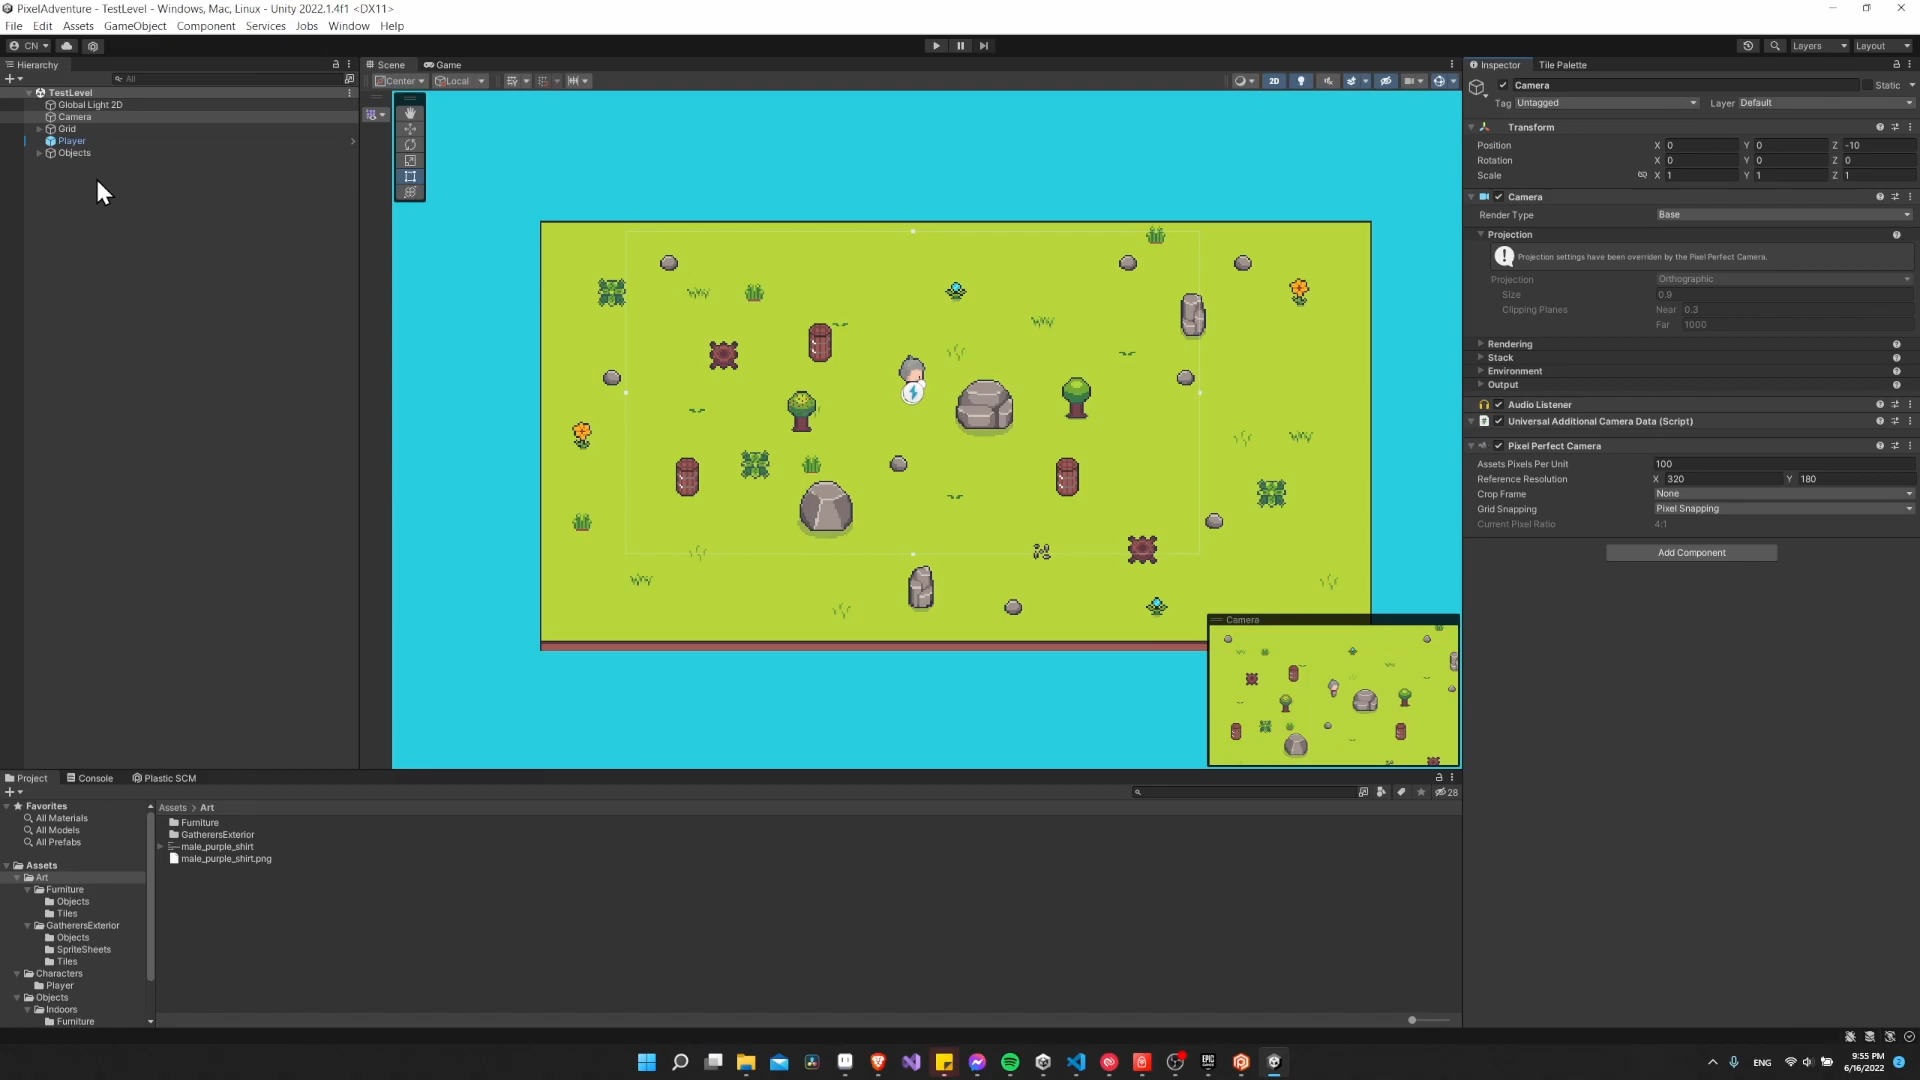 PixelAdventure - TestLevel - Windows, Mac, Linux - Unity 2022.1.4f1 <DX11>
File Edit Assets GameObject Component Services Jobs Window Help
CN
Layers Layout
Hierarchy
All
TestLevel
Global Light 2D
Camera
Grid
Player
Objects
Scene Game
Center Local
2D
Camera
Inspector Tile Palette
Camera Static
Tag Untagged Layer Default
Transform
Position X 0 Y 0 Z -10
Rotation X 0 Y 0 Z 0
Scale X 1 Y 1 Z 1
Camera
Render Type Base
Projection
Projection settings have been overriden by the Pixel Perfect Camera.
Projection Orthographic
Size 0.9
Clipping Planes Near 0.3
Far 1000
Rendering
Stack
Environment
Output
Audio Listener
Universal Additional Camera Data (Script)
Pixel Perfect Camera
Assets Pixels Per Unit 100
Reference Resolution X 320 Y 180
Crop Frame None
Grid Snapping Pixel Snapping
Current Pixel Ratio 4:1
Add Component
Project Console Plastic SCM
28
Favorites
All Materials
All Models
All Prefabs
Assets
Art
Furniture
Objects
Tiles
GatherersExterior
Objects
SpriteSheets
Tiles
Characters
Player
Objects
Indoors
Furniture
Assets > Art
Furniture
GatherersExterior
male_purple_shirt
male_purple_shirt.png
EPIC
ENG
9:55 PM
6/16/2022
2